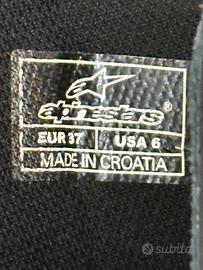 alpinestars®
EUR 37 USA 6
MADE IN CROATIA
subito